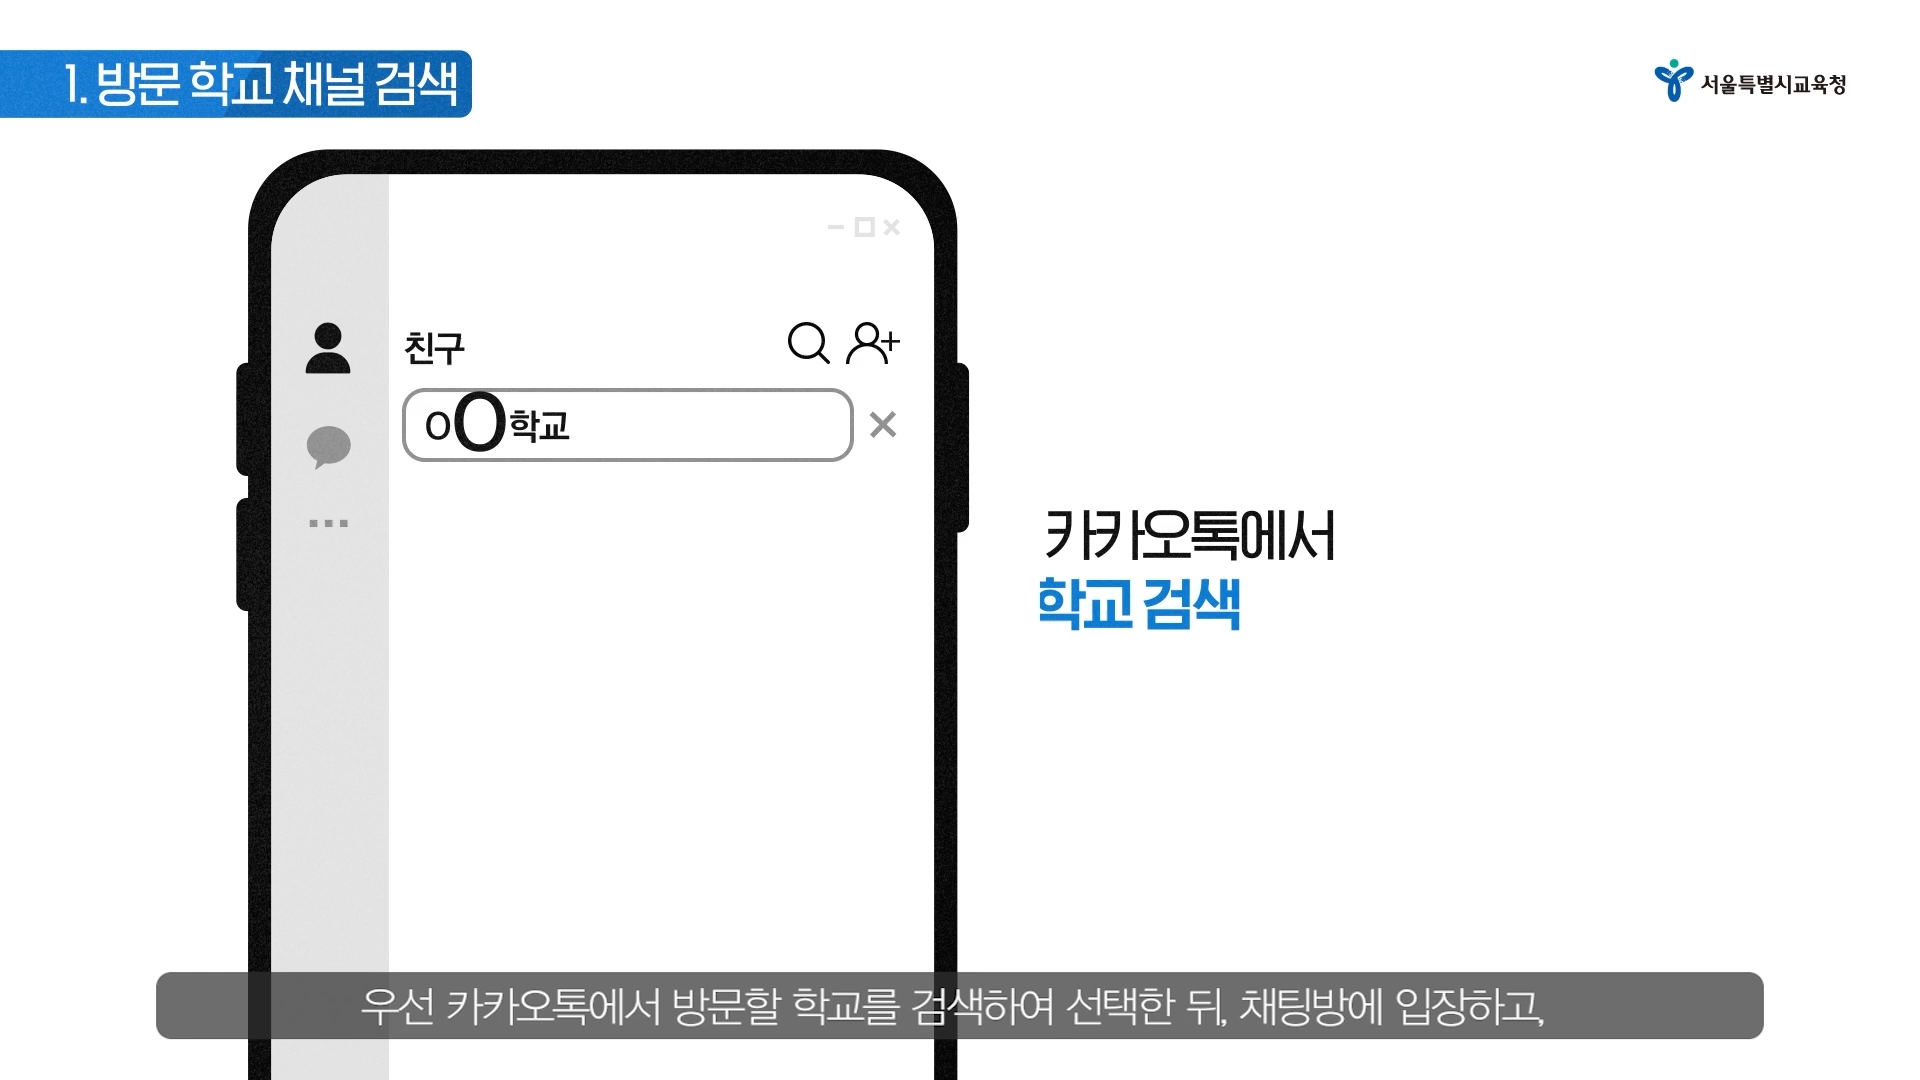 1. 방문 학교 채널 검색
서울특별시교육청
친구
OO학교
카카오톡에서
학교 검색
우선 카카오톡에서 방문할 학교를 검색하여 선택한 뒤, 채팅방에 입장하고,